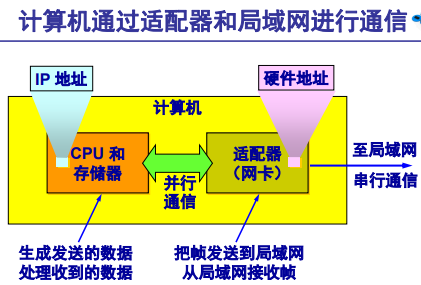 计算机通过适配器和局域网进行通信
IP 地址
硬件地址
计算机
CPU 和
存储器
适配器
（网卡）
并行
通信
至局域网
串行通信
生成发送的数据
处理收到的数据
把帧发送到局域网
从局域网接收帧